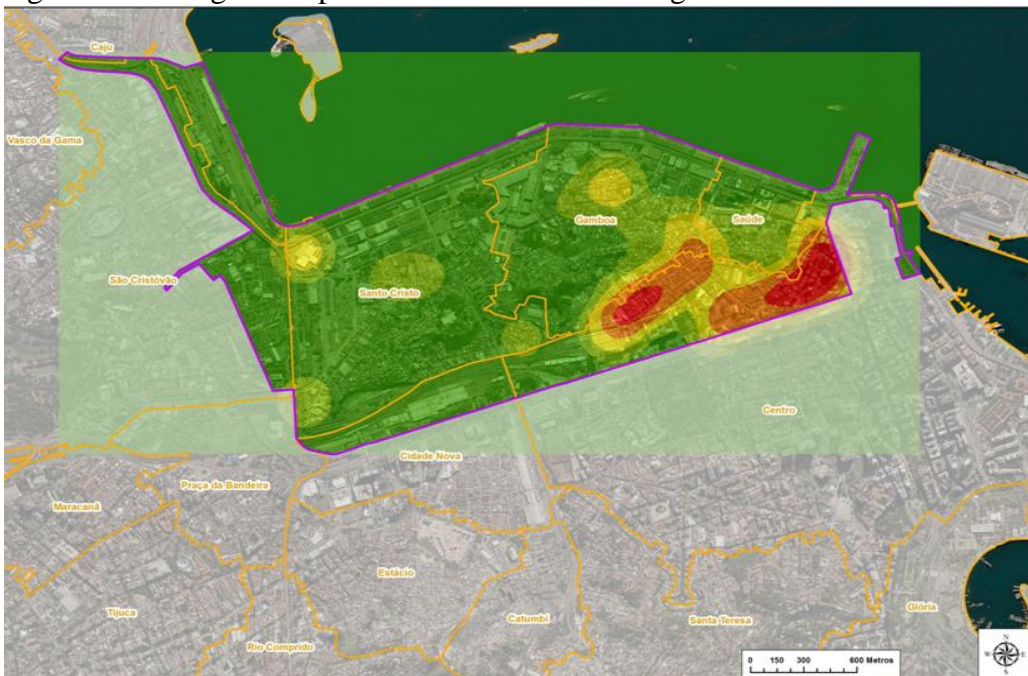 Caju
Vasco da Gama
Gamboa
Saúde
São Cristóvão
Santo Cristo
Centro
Cidade Nova
Praça da Bandeira
Maracanã
Estácio
Tijuca
Catumbi
Santa Teresa
Glória
Rio Comprido
N
W E
S
0 150 300 600 Metros